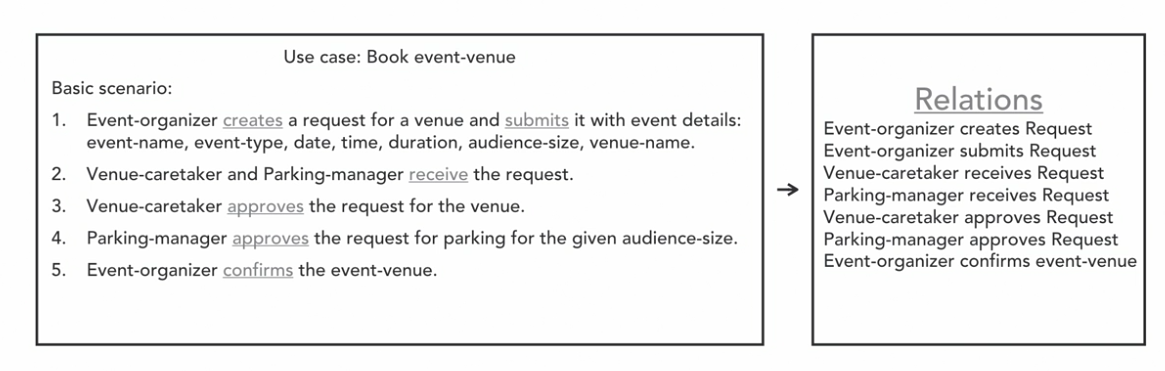 Use case: Book event-venue
Basic scenario:
1. Event-organizer creates a request for a venue and submits it with event details:
event-name, event-type, date, time, duration, audience-size, venue-name.
2. Venue-caretaker and Parking-manager receive the request.
3. Venue-caretaker approves the request for the venue.
4. Parking-manager approves the request for parking for the given audience-size.
5. Event-organizer confirms the event-venue.
Relations
Event-organizer creates Request
Event-organizer submits Request
Venue-caretaker receives Request
Parking-manager receives Request
Venue-caretaker approves Request
Parking-manager approves Request
Event-organizer confirms event-venue